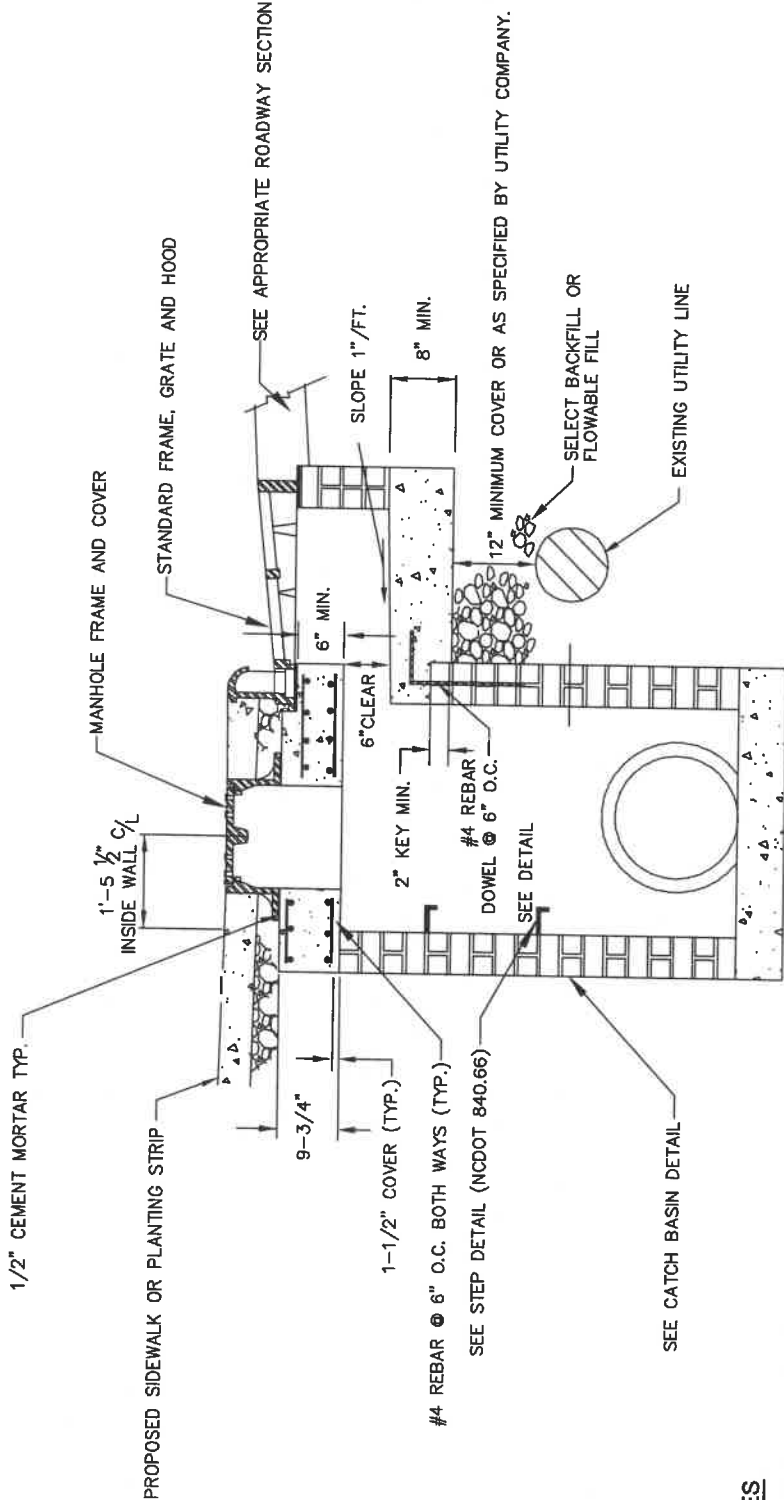 1/2" CEMENT MORTAR TYP.
PROPOSED SIDEWALK OR PLANTING STRIP
1'-5 1/2" C/L
INSIDE WALL
MANHOLE FRAME AND COVER
STANDARD FRAME, GRATE AND HOOD
SEE APPROPRIATE ROADWAY SECTION
9-3/4"
1-1/2" COVER (TYP.)
#4 REBAR @ 6" O.C. BOTH WAYS (TYP.)
SEE STEP DETAIL (NCDOT 840.66)
SEE CATCH BASIN DETAIL
6" MIN.
6" CLEAR
SLOPE 1"/FT.
8" MIN.
2" KEY MIN.
#4 REBAR
DOWEL @ 6" O.C.
SEE DETAIL
12" MINIMUM COVER OR AS SPECIFIED BY UTILITY COMPANY.
SELECT BACKFILL OR
FLOWABLE FILL
EXISTING UTILITY LINE